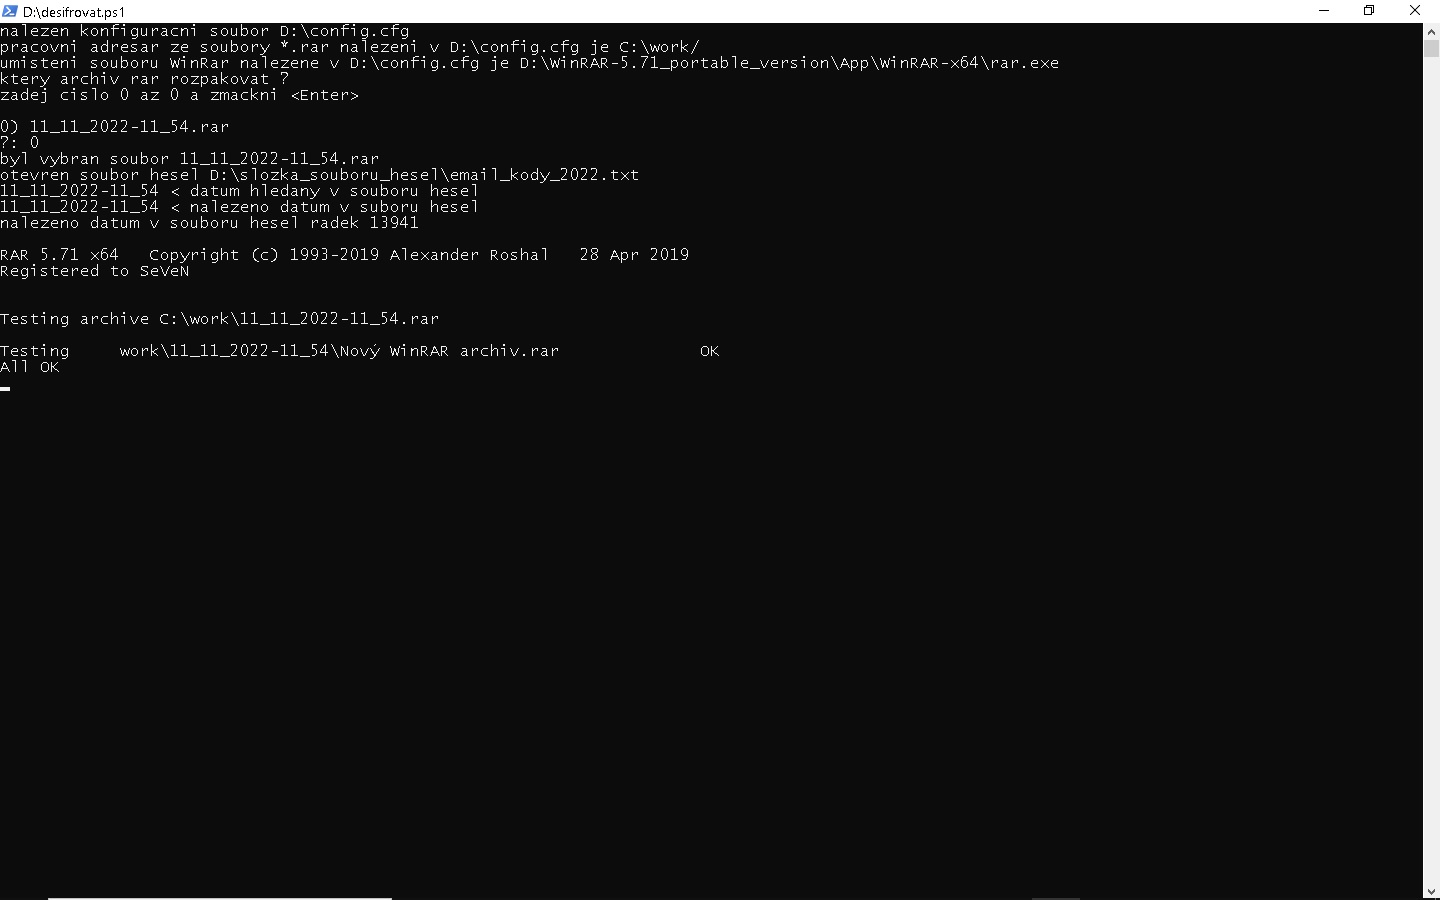 D:\desifrovat.ps1
nalezen konfiguracni soubor D:\config.cfg
pracovni adresar ze soubory *.rar nalezeni v D:\config.cfg je C:\work/
umisteni souboru WinRar nalezene v D:\config.cfg je D:\WinRAR-5.71_portable_version\App\WinRAR-x64\rar.exe
ktery archiv rar rozpakovat ?
zadej cislo 0 az 0 a zmackni <Enter>
0) 11_11_2022-11_54.rar
?: 0
byl vybran soubor 11_11_2022-11_54.rar
otevren soubor hesel D:\slozka_souboru_hesel\email_kody_2022.txt
11_11_2022-11_54 < datum hledany v souboru hesel
11_11_2022-11_54 < nalezeno datum v suboru hesel
nalezeno datum v souboru hesel radek 13941
RAR 5.71 x64   Copyright (c) 1993-2019 Alexander Roshal   28 Apr 2019
Registered to SeVeN
Testing archive C:\work\11_11_2022-11_54.rar
Testing     work\11_11_2022-11_54\Nový WinRAR archiv.rar              OK
All OK